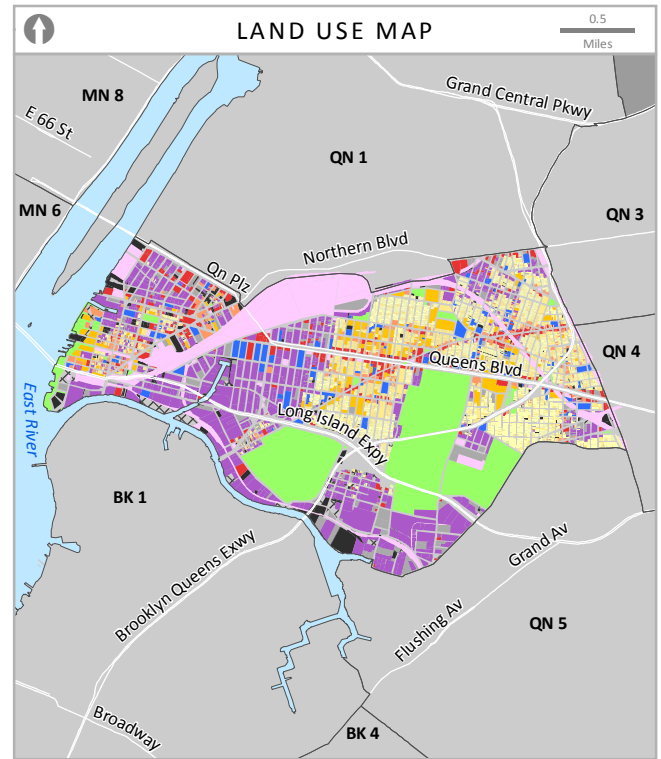 LAND USE MAP
0.5
Miles
MN 8
Grand Central Pkwy
E 66 St
QN 1
MN 6
QN 3
Northern Blvd
Qn Plz
QN 4
Queens Blvd
East River
Long Island Expy
BK 1
Grand Av
Brooklyn Queens Exwy
Flushing Av
QN 5
Broadway
BK 4